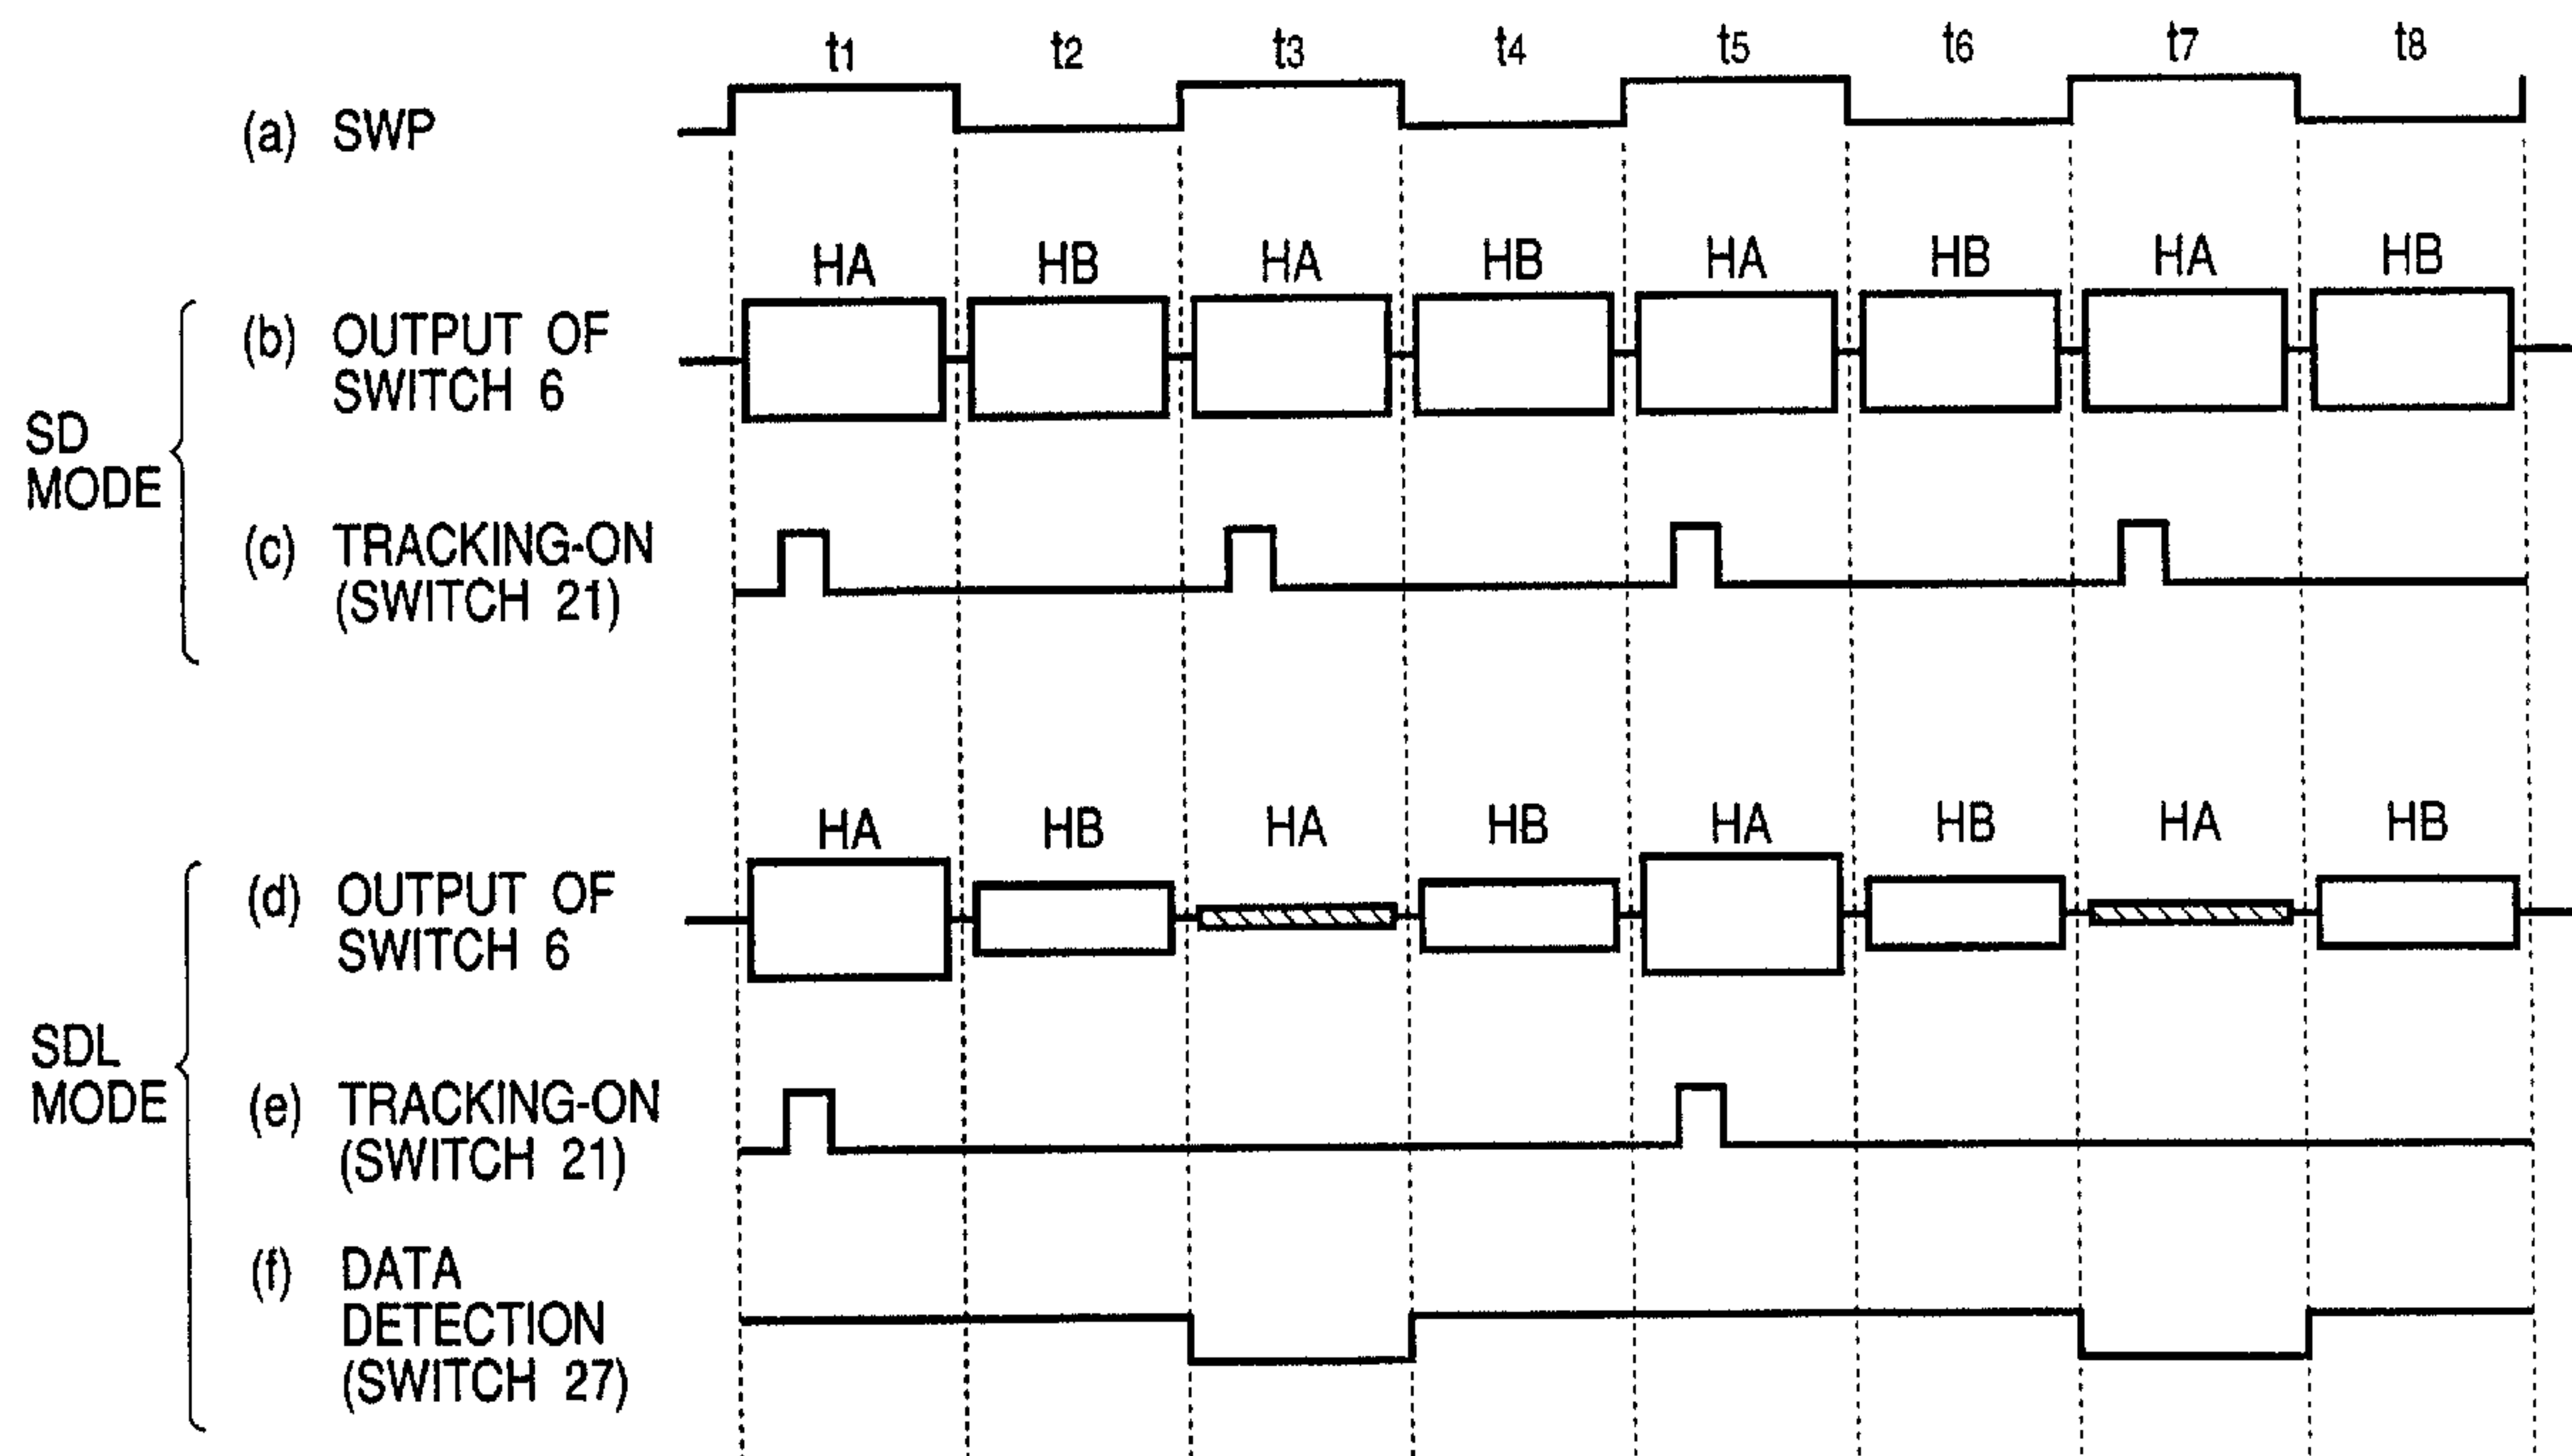 t1 t2 t3 t4 t5 t6 t7 t8
(a) SWP
HA HB HA HB HA HB HA HB
SD
MODE
(b) OUTPUT OF
SWITCH 6
(c) TRACKING-ON
(SWITCH 21)
HA HB HA HB HA HB HA HB
SDL
MODE
(d) OUTPUT OF
SWITCH 6
(e) TRACKING-ON
(SWITCH 21)
(f) DATA
DETECTION
(SWITCH 27)